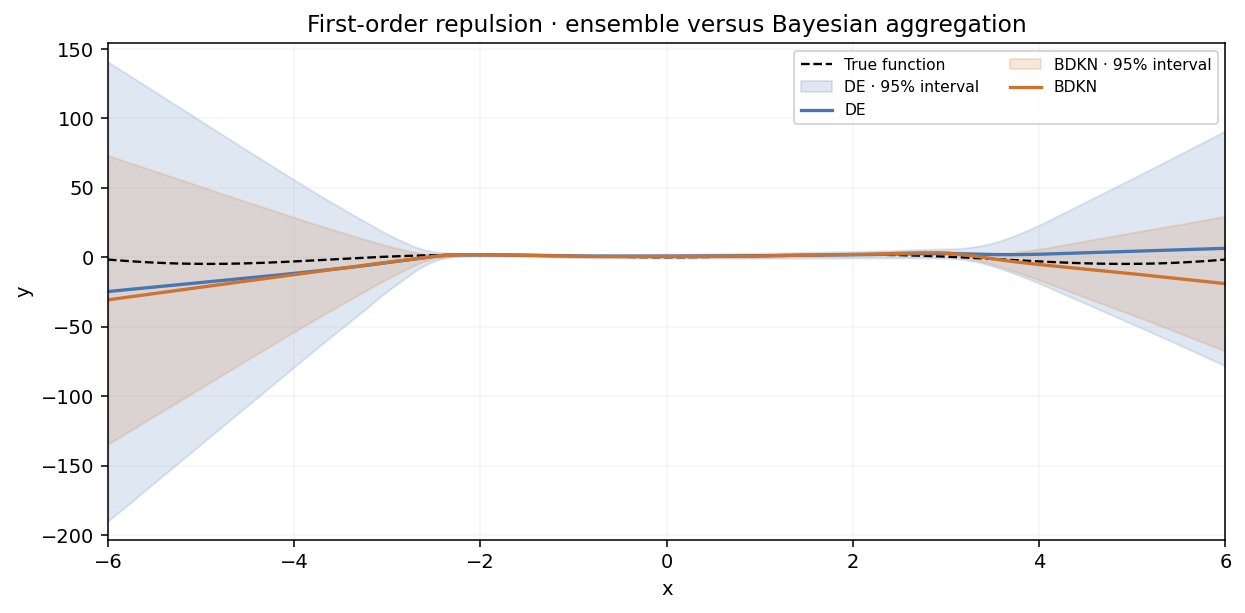 First-order repulsion · ensemble versus Bayesian aggregation
True function
DE · 95% interval
DE
BDKN · 95% interval
BDKN
150
100
50
0
−50
−100
−150
−200
y
−6
−4
−2
0
2
4
6
x